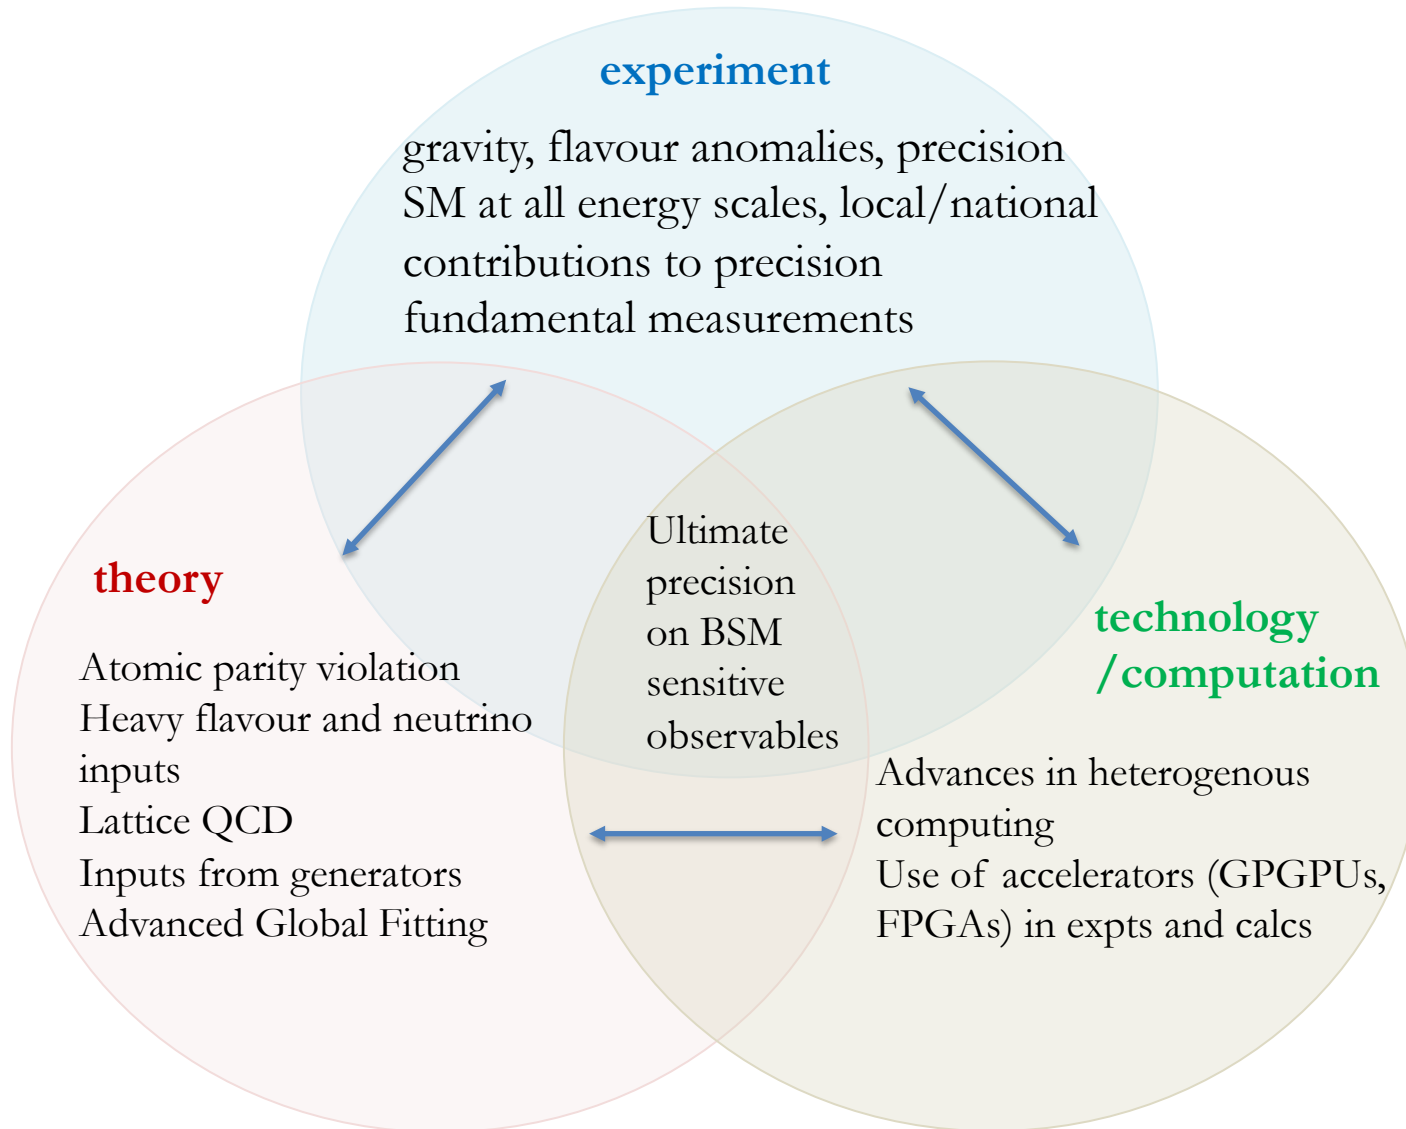 experiment
gravity, flavour anomalies, precision
SM at all energy scales, local/national
contributions to precision
fundamental measurements
Ultimate
precision
on BSM
sensitive
observables
theory
Atomic parity violation
Heavy flavour and neutrino
inputs
Lattice QCD
Inputs from generators
Advanced Global Fitting
technology
/computation
Advances in heterogenous
computing
Use of accelerators (GPGPUs,
FPGAs) in expts and calcs